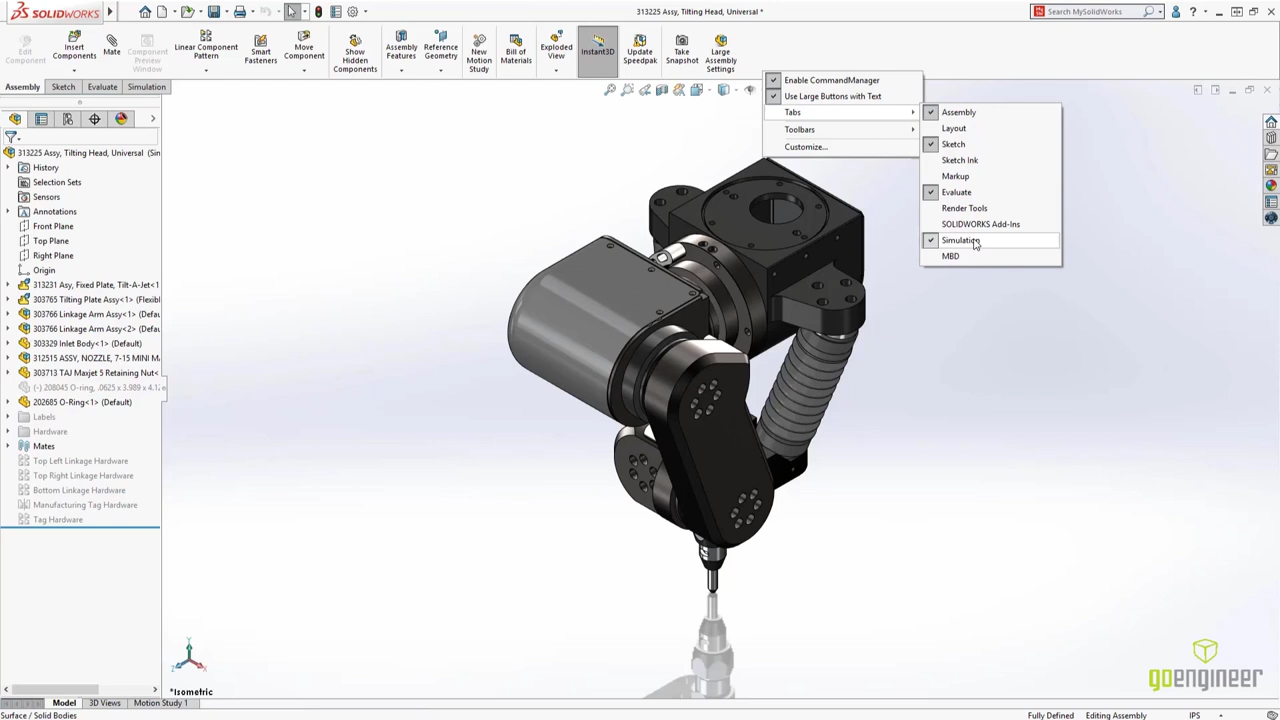 SOLIDWORKS
313225 Assy, Tilting Head, Universal *
Search MySolidWorks
?
Edit Component
Insert Components
Mate
Component Preview Window
Linear Component Pattern
Smart Fasteners
Move Component
Show Hidden Components
Assembly Features
Reference Geometry
New Motion Study
Bill of Materials
Exploded View
Instant3D
Update Speedpak
Take Snapshot
Large Assembly Settings
Assembly
Sketch
Evaluate
Simulation
Enable CommandManager
Use Large Buttons with Text
Tabs
Toolbars
Customize...
Assembly
Layout
Sketch
Sketch Ink
Markup
Evaluate
Render Tools
SOLIDWORKS Add-Ins
Simulation
MBD
313225 Assy, Tilting Head, Universal (Sin
History
Selection Sets
Sensors
Annotations
Front Plane
Top Plane
Right Plane
Origin
313231 Asy, Fixed Plate, Tilt-A-Jet<1
303765 Tilting Plate Assy<1> (Flexibl
303766 Linkage Arm Assy<1> (Defau
303766 Linkage Arm Assy<2> (Defau
303329 Inlet Body<1> (Default)
312515 ASSY, NOZZLE, 7-15 MINI M
303713 TAJ Maxjet 5 Retaining Nut<
(-) 208045 O-ring, .0625 x 3.989 x 4.12
202685 O-Ring<1> (Default)
Labels
Hardware
Mates
Top Left Linkage Hardware
Top Right Linkage Hardware
Bottom Linkage Hardware
Manufacturing Tag Hardware
Tag Hardware
Y
Z
X
*Isometric
goengineer
Model
3D Views
Motion Study 1
Surface / Solid Bodies
Fully Defined
Editing Assembly
IPS